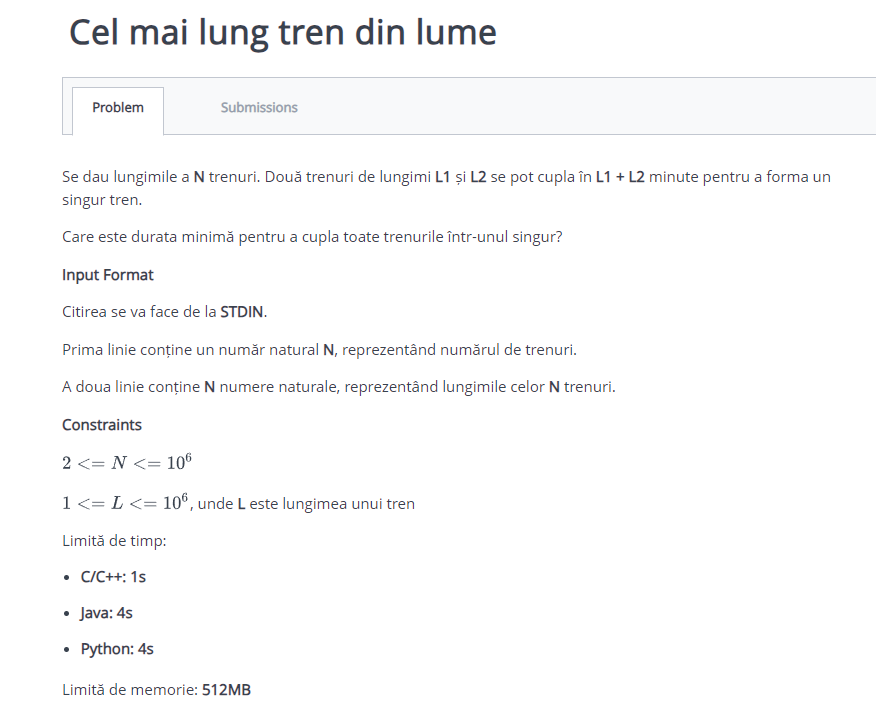 Cel mai lung tren din lume
Problem
Submissions
Se dau lungimile a N trenuri. Două trenuri de lungimi L1 și L2 se pot cupla în L1 + L2 minute pentru a forma un
singur tren.
Care este durata minimă pentru a cupla toate trenurile într-unul singur?
Input Format
Citirea se va face de la STDIN.
Prima linie conține un număr natural N, reprezentând numărul de trenuri.
A doua linie conține N numere naturale, reprezentând lungimile celor N trenuri.
Constraints
2 <= N <= 10⁶
1 <= L <= 10⁶, unde L este lungimea unui tren
Limită de timp:
• C/C++: 1s
• Java: 4s
• Python: 4s
Limită de memorie: 512MB